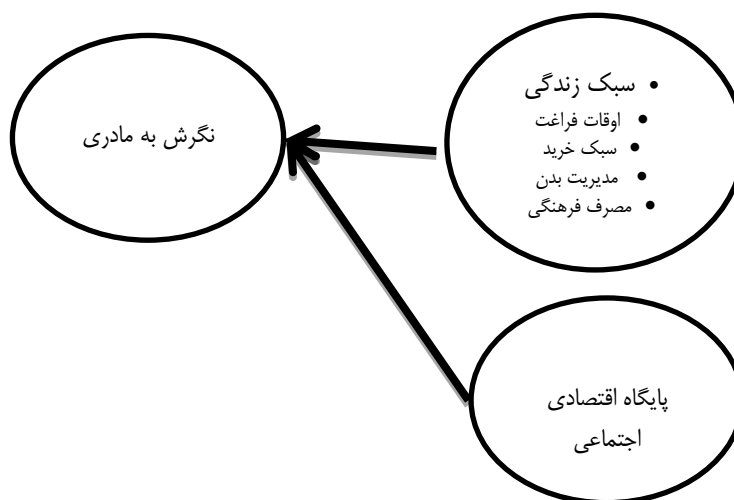 • سبک زندگی
• اوقات فراغت
• سبک خرید
• مدیریت بدن
• مصرف فرهنگی
نگرش به مادری
پایگاه اقتصادی
اجتماعی